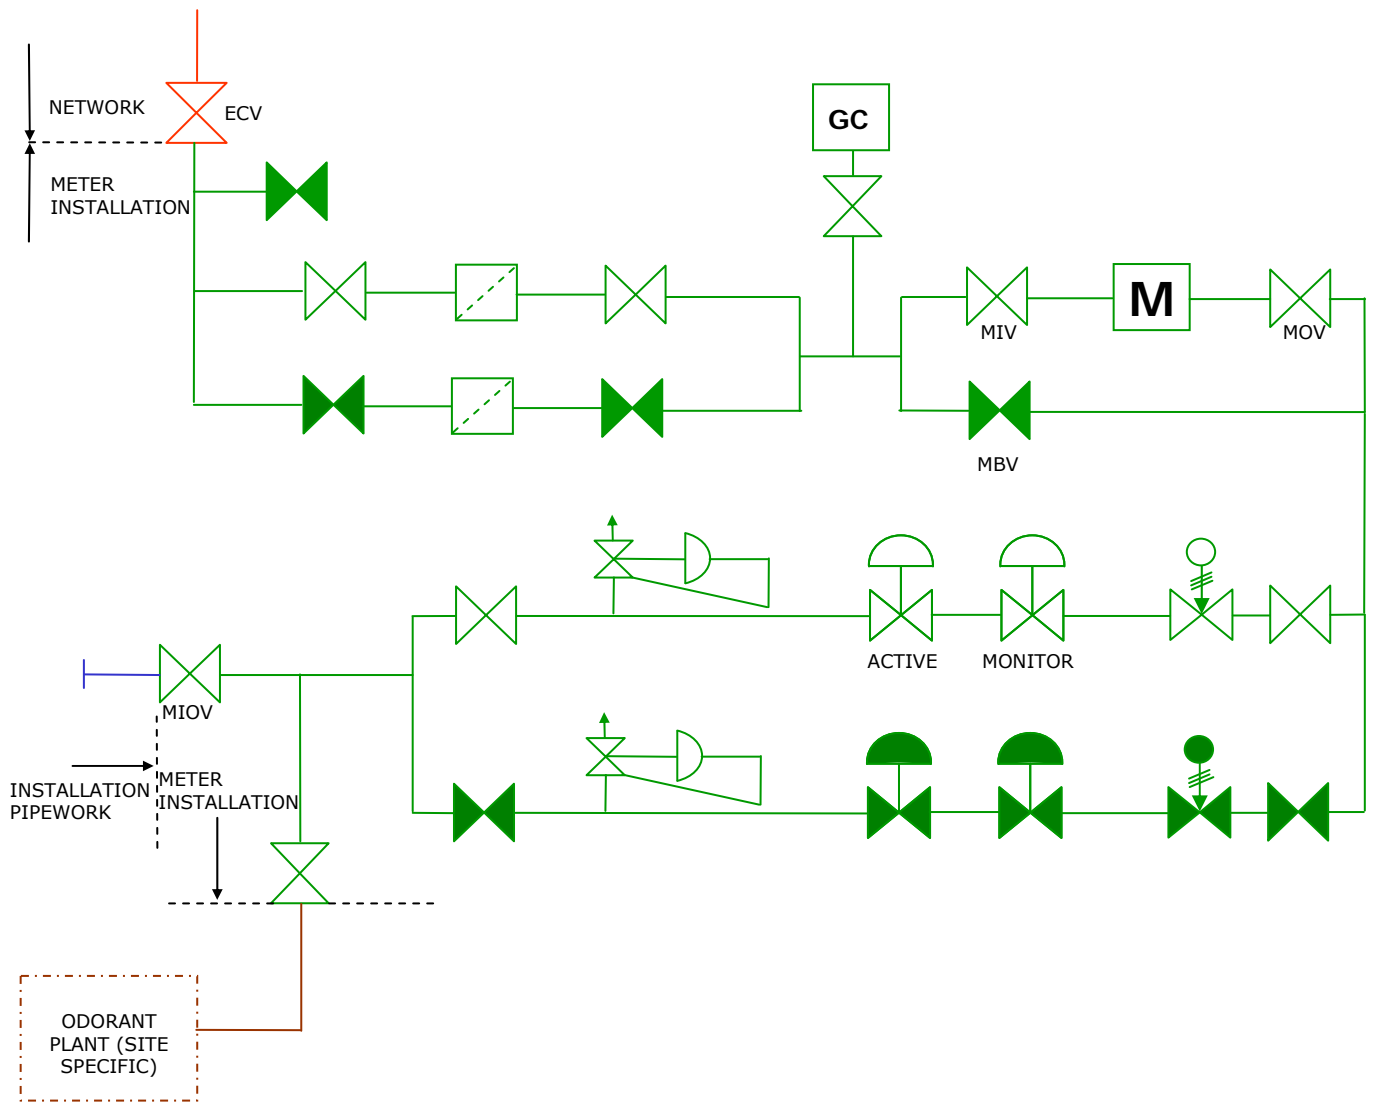 NETWORK
ECV
METER
INSTALLATION
GC
M
MIV
MOV
MBV
ACTIVE
MONITOR
MIOV
INSTALLATION
PIPEWORK
METER
INSTALLATION
ODORANT
PLANT (SITE
SPECIFIC)